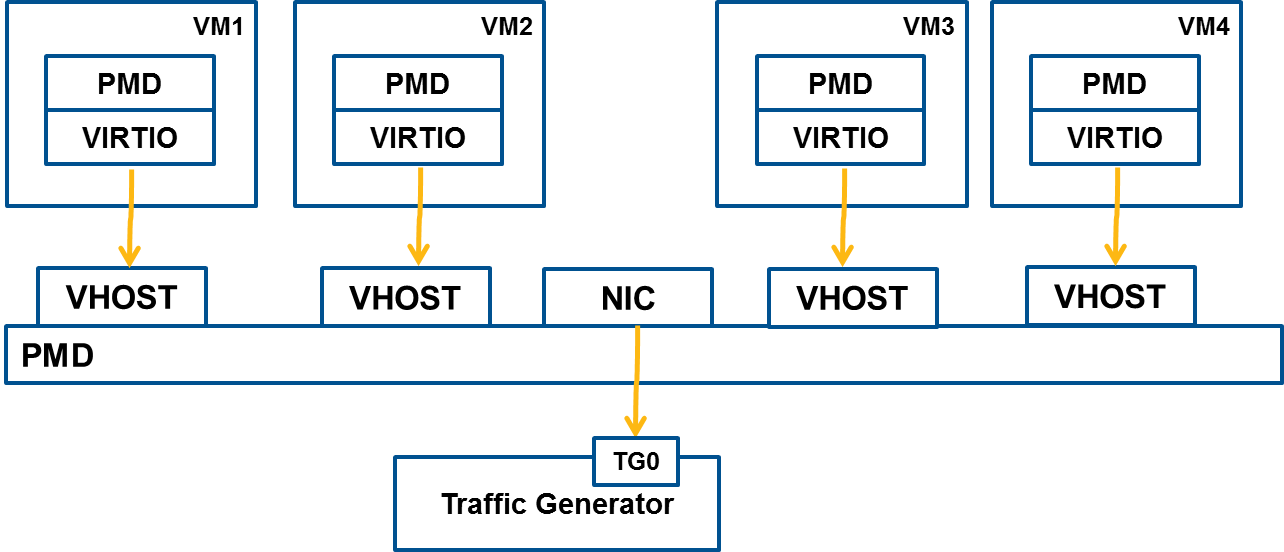 VM1
PMD
VIRTIO
VM2
PMD
VIRTIO
VM3
PMD
VIRTIO
VM4
PMD
VIRTIO
VHOST
VHOST
NIC
VHOST
VHOST
PMD
TG0
Traffic Generator